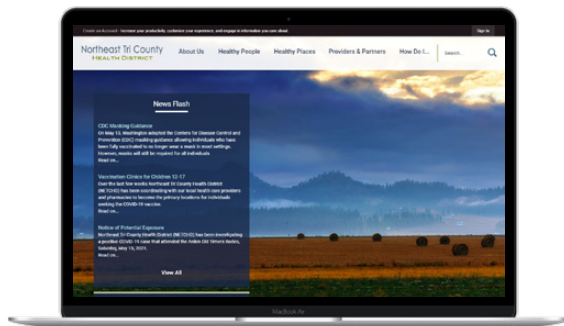 Create an Account - Increase your productivity, customize your experience, and engage in information you care about.
Sign In
Northeast Tri County
HEALTH DISTRICT
About Us
Healthy People
Healthy Places
Providers & Partners
How Do I...
Search...
News Flash
CDC Masking Guidance
On May 13, Washington adopted the Centers for Disease Control and
Prevention (CDC) masking guidance allowing individuals who have
been fully vaccinated to no longer wear a mask in most settings.
However, masks will still be required for all individuals
Read on...
Vaccination Clinics for Children 12-17
Over the last few weeks Northeast Tri County Health District
(NETCHD) has been coordinating with our local health care providers
and pharmacies to become the primary locations for individuals
seeking the COVID-19 vaccine.
Read on...
Notice of Potential Exposure
Northeast Tri County Health District (NETCHD) has been investigating
a positive COVID-19 case that attended the
Saturday, May 2021.
Read on...
View All
MacBook Air